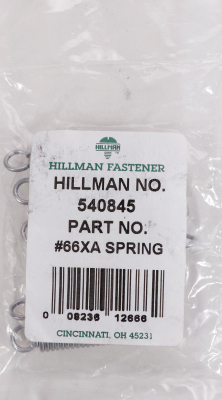 HILLMAN
HILLMAN FASTENER
HILLMAN NO.
540845
PART NO.
#66XA SPRING
0 08236 12666
CINCINNATI, OH 45231